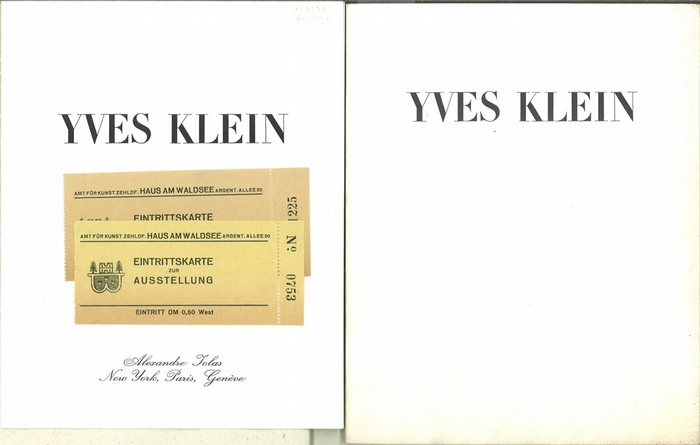 YVES KLEIN
AMT FÜR KUNST ZEHLDF. HAUS AM WALDSEE ARGENT. ALLEE 30
EINTRITTSKARTE
1225
AMT FÜR KUNST ZEHLDF. HAUS AM WALDSEE ARGENT. ALLEE 30
EINTRITTSKARTE
ZUR
AUSSTELLUNG
EINTRITT DM 0,50 West
No 0753
Alexandre Iolas
New York, Paris, Genève
YVES KLEIN